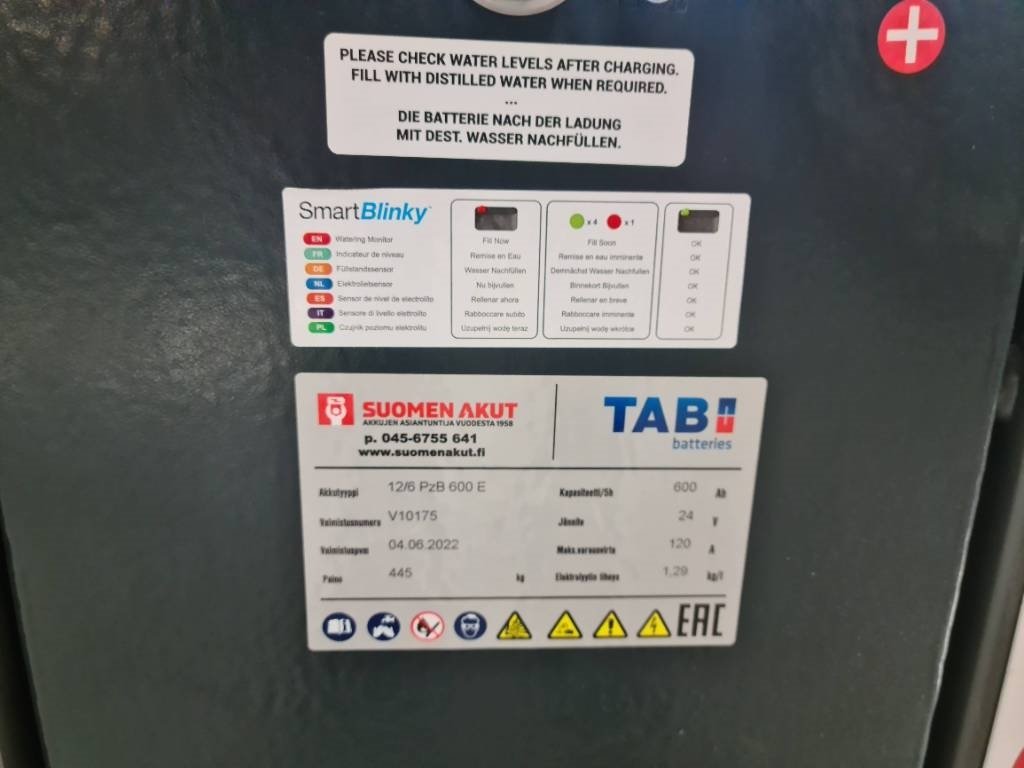 PLEASE CHECK WATER LEVELS AFTER CHARGING.
FILL WITH DISTILLED WATER WHEN REQUIRED.
...
DIE BATTERIE NACH DER LADUNG
MIT DEST. WASSER NACHFÜLLEN.
SmartBlinky™
EN Watering Monitor
FR Indicateur de niveau
DE Füllstandssensor
NL Elektrolietsensor
ES Sensor de nivel de electrolito
IT Sensore di livello elettrolito
PL Czujnik poziomu elektrolitu
Fill Now
Remise en Eau
Wasser Nachfüllen
Nu bijvullen
Rellenar ahora
Rabboccare subito
Uzupełnij wodę teraz
x 4 x 1
Fill Soon
Remise en eau imminente
Demnächst Wasser Nachfüllen
Binnekort Bijvullen
Rellenar en breve
Rabboccare imminente
Uzupełnij wodę wkrótce
OK
OK
OK
OK
OK
OK
OK
SUOMEN AKUT
AKKUJEN ASIANTUNTIJA VUODESTA 1958
p. 045-6755 641
www.suomenakut.fi
TAB
batteries
Akkutyyppi 12/6 PzB 600 E Kapasiteetti/5h 600 Ah
Valmistusnumero V10175 Jännite 24 V
Valmistuspvm 04.06.2022 Maks.varausvirta 120 A
Paino 445 kg Elektrolyytin tiheys 1,29 kg/l
EAC